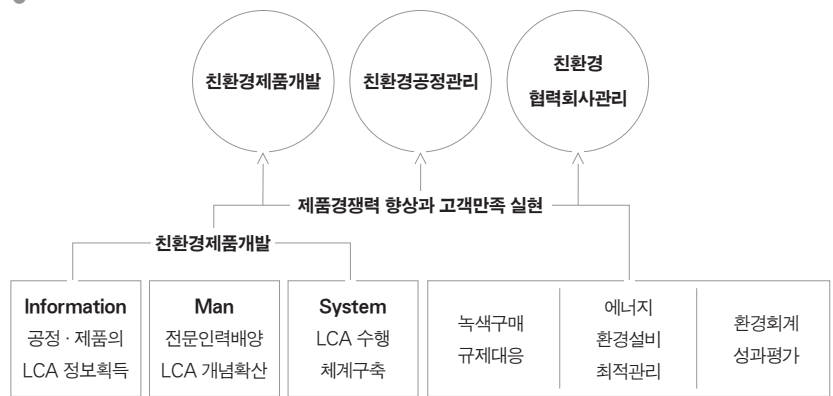 친환경제품개발
친환경공정관리
친환경
협력회사관리
제품경쟁력 향상과 고객만족 실현
친환경제품개발
Information
공정 · 제품의
LCA 정보획득
Man
전문인력배양
LCA 개념확산
System
LCA 수행
체계구축
녹색구매
규제대응
에너지
환경설비
최적관리
환경회계
성과평가